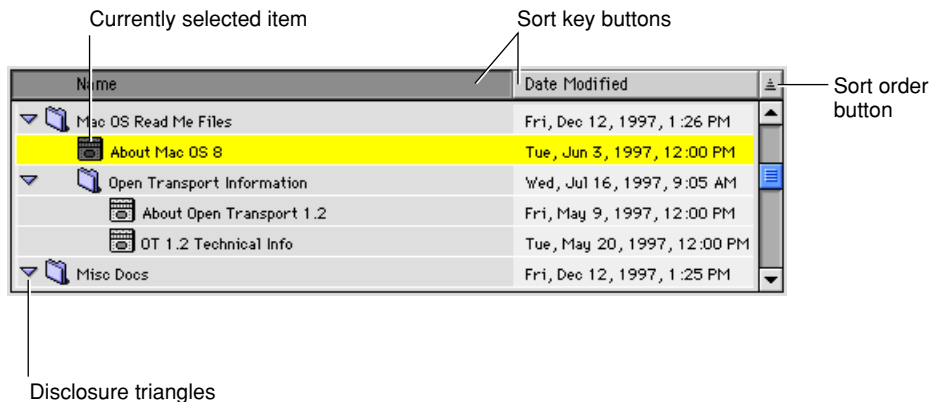 Currently selected item
Sort key buttons
Name
Date Modified
Sort order
button
Mac OS Read Me Files
Fri, Dec 12, 1997, 1:26 PM
About Mac OS 8
Tue, Jun 3, 1997, 12:00 PM
Open Transport Information
Wed, Jul 16, 1997, 9:05 AM
About Open Transport 1.2
Fri, May 9, 1997, 12:00 PM
OT 1.2 Technical Info
Tue, May 20, 1997, 12:00 PM
Misc Docs
Fri, Dec 12, 1997, 1:25 PM
Disclosure triangles